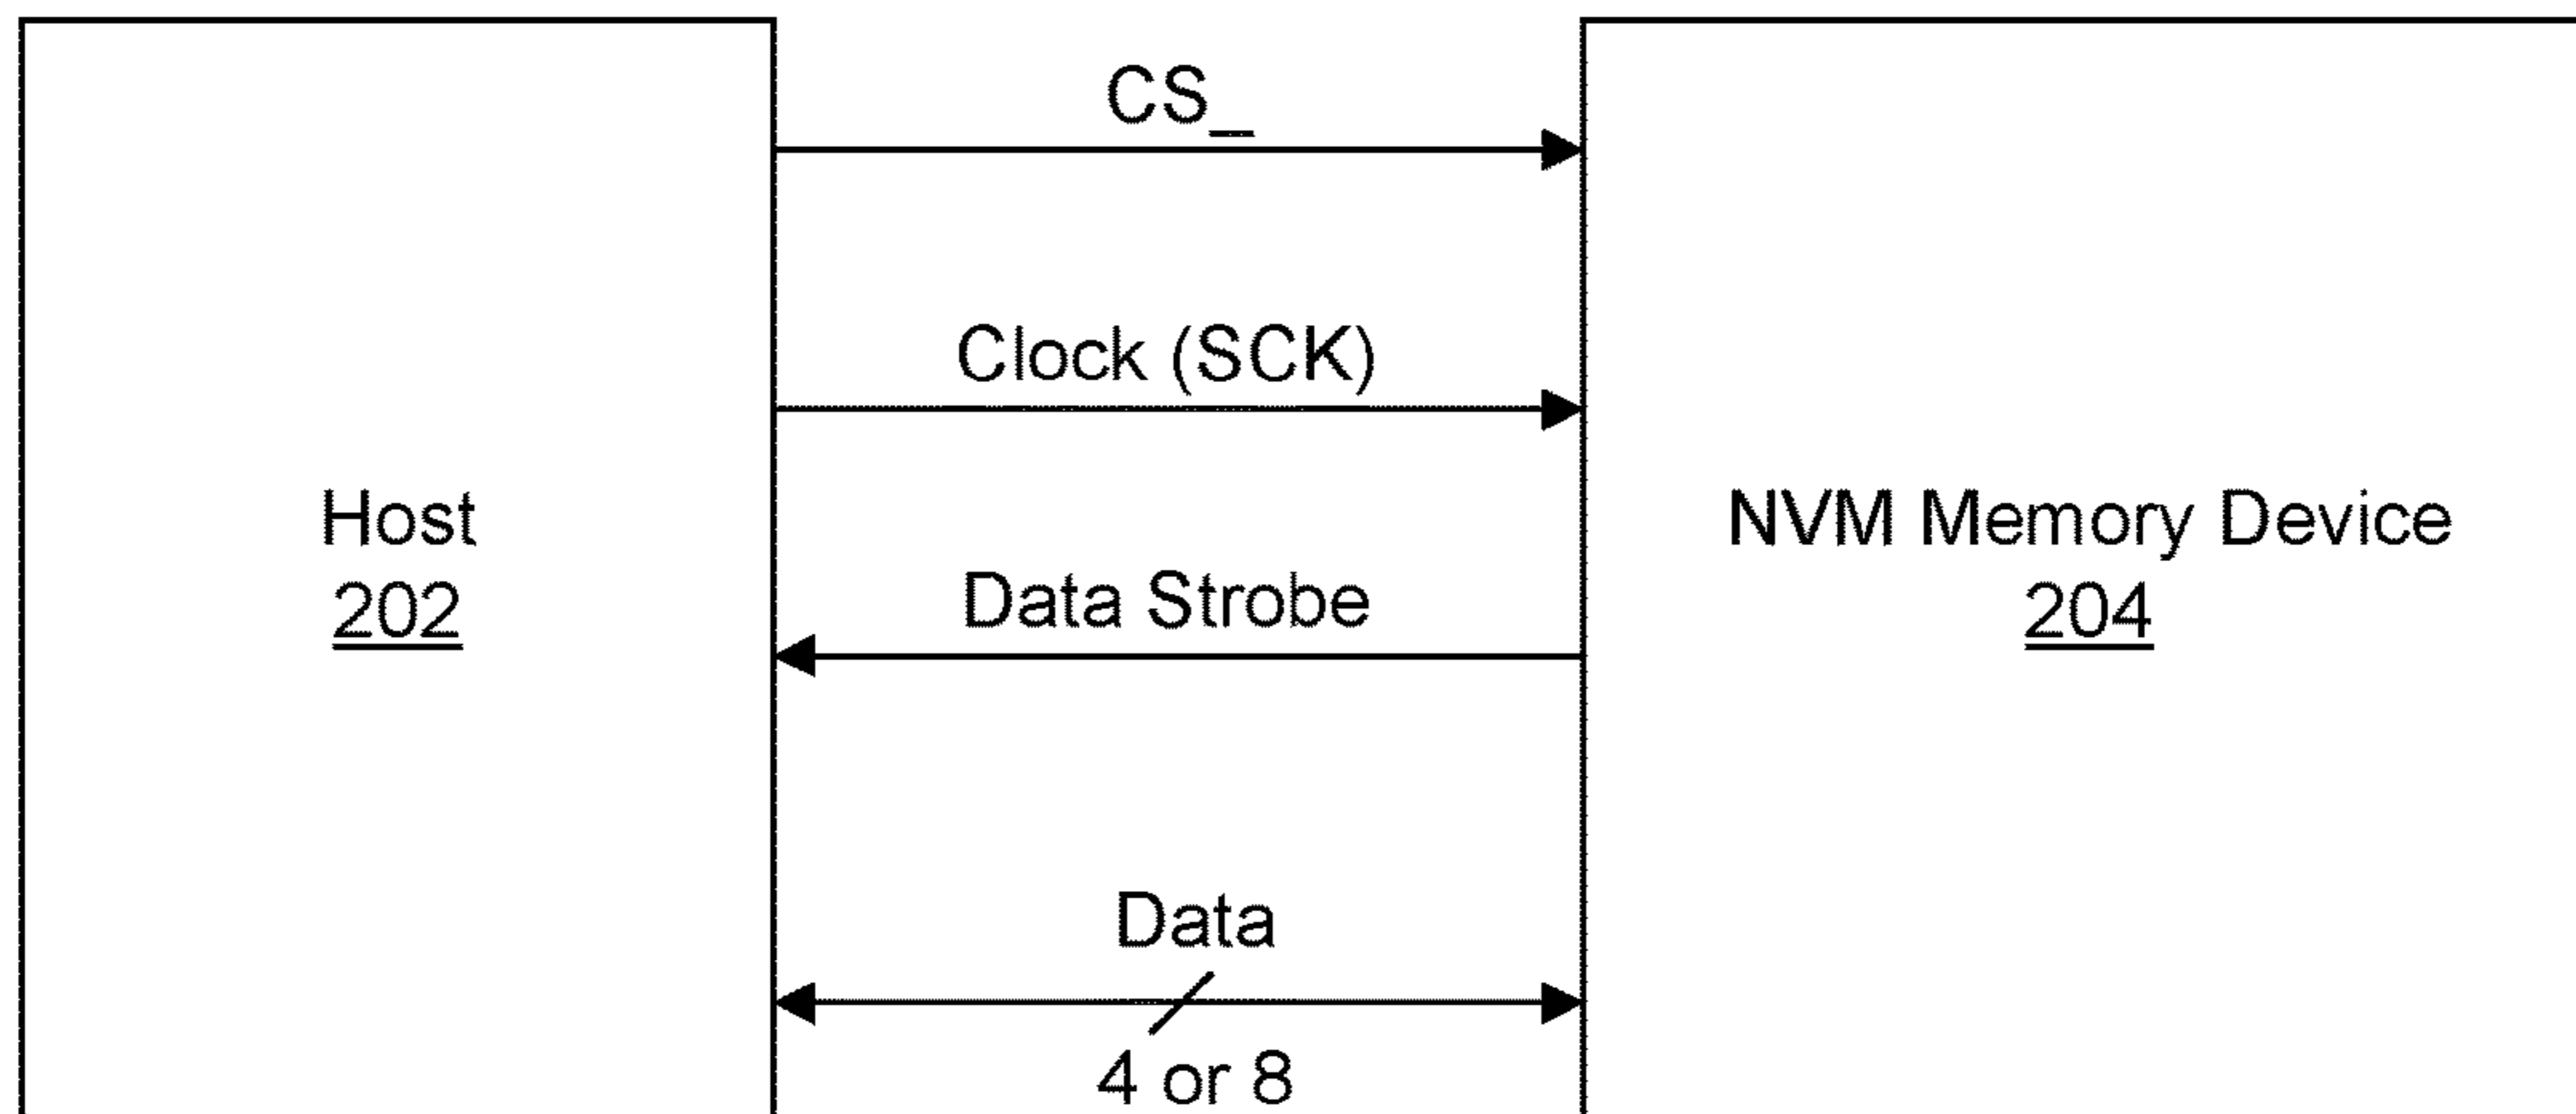 CS_
Clock (SCK)
Host
202
Data Strobe
NVM Memory Device
204
Data
4 or 8